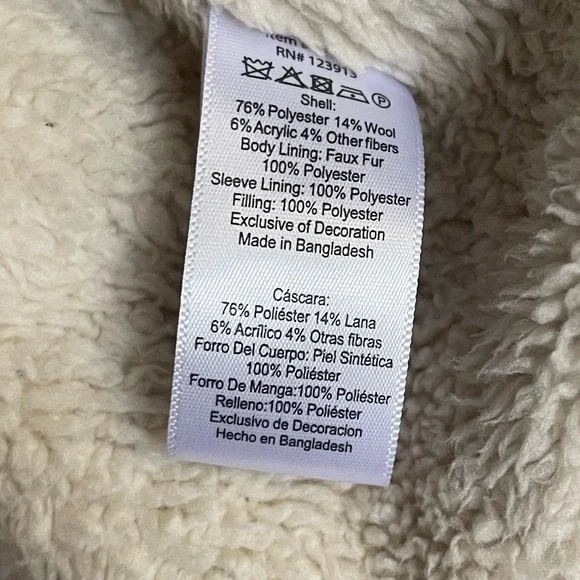 Item #
RN# 123913
Shell:
76% Polyester 14% Wool
6% Acrylic 4% Other fibers
Body Lining: Faux Fur
100% Polyester
Sleeve Lining: 100% Polyester
Filling: 100% Polyester
Exclusive of Decoration
Made in Bangladesh
Cáscara:
76% Poliéster 14% Lana
6% Acrílico 4% Otras fibras
Forro Del Cuerpo: Piel Sintética
100% Poliéster
Forro De Manga:100% Poliéster
Relleno:100% Poliéster
Exclusivo de Decoracion
Hecho en Bangladesh